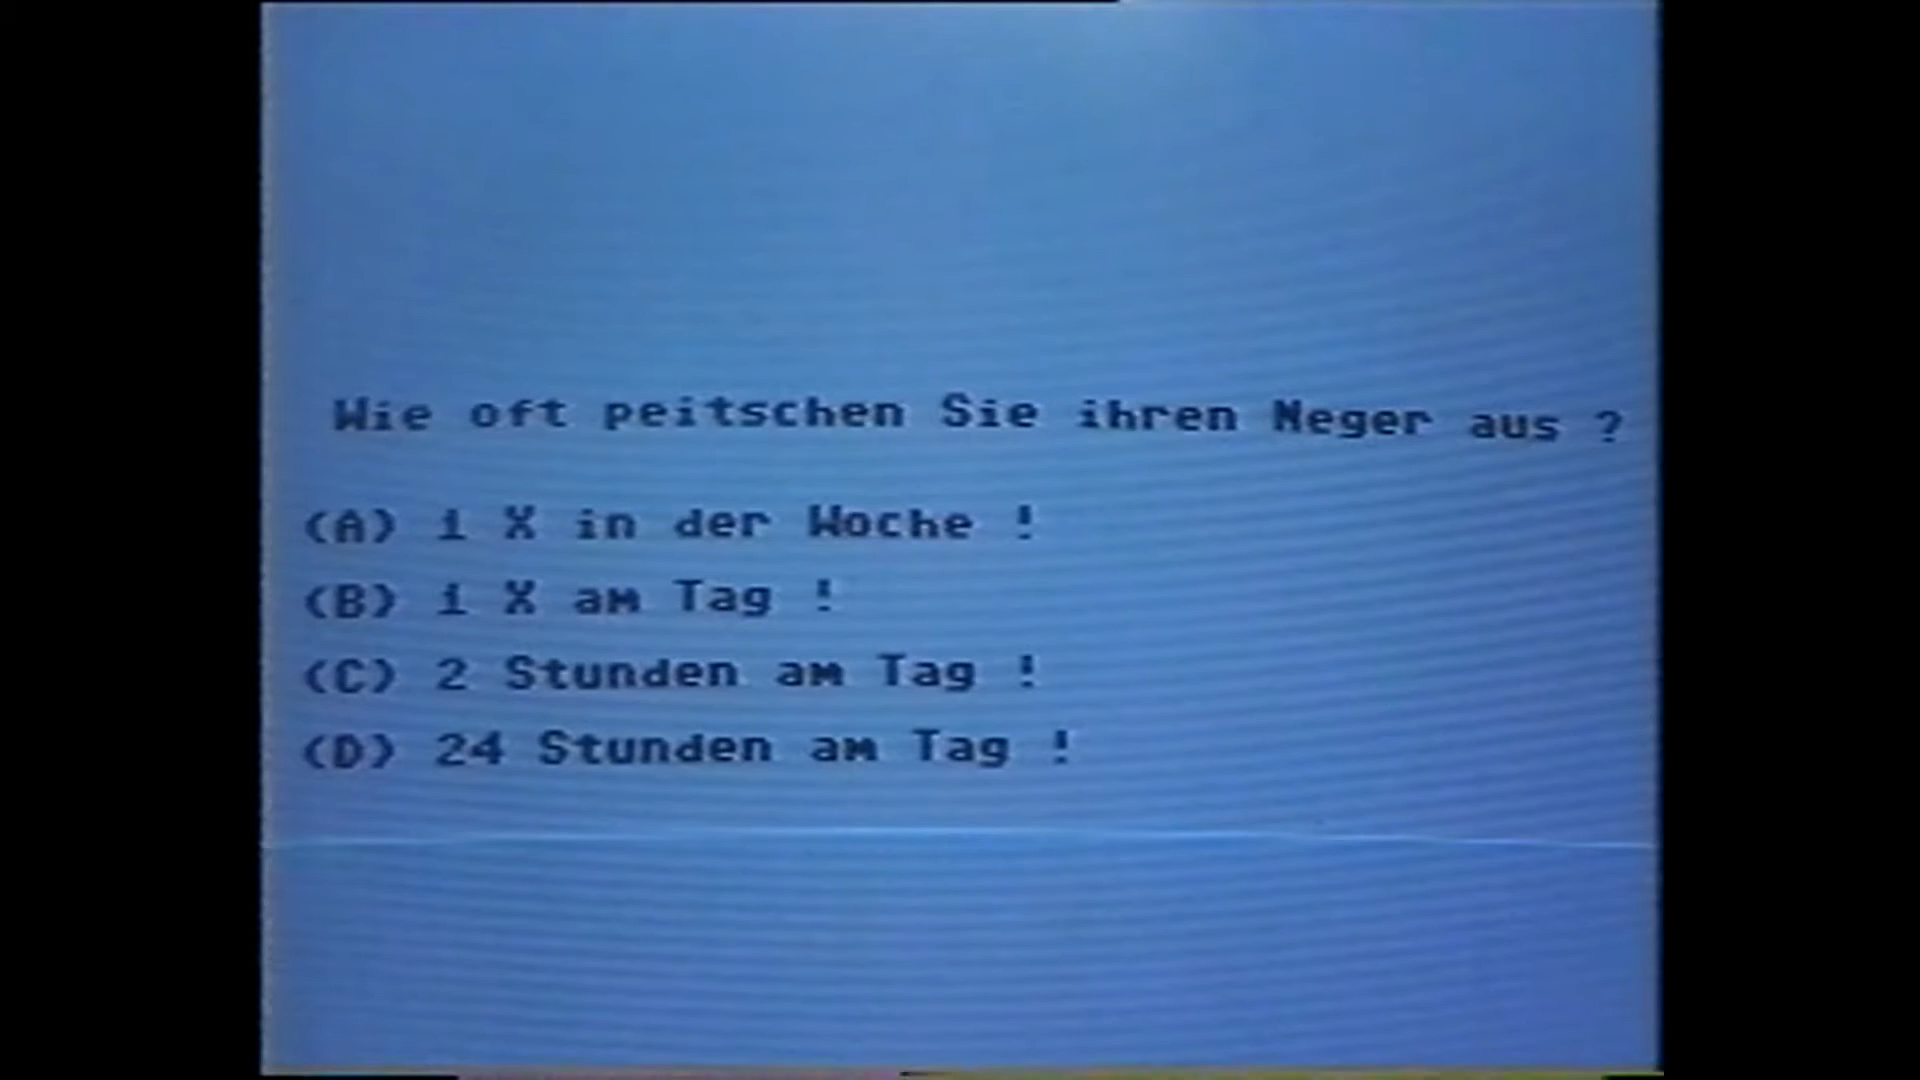 Wie oft peitschen Sie ihren Neger aus ?
(A) 1 X in der Woche !
(B) 1 X am Tag !
(C) 2 Stunden am Tag !
(D) 24 Stunden am Tag !